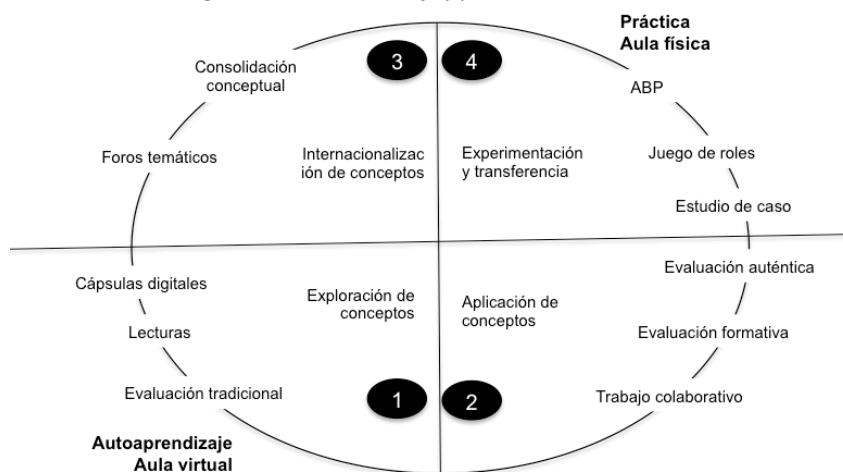 Práctica
Aula física
3
4
Consolidación
conceptual
ABP
Foros temáticos
Internacionalizac
ión de conceptos
Experimentación
y transferencia
Juego de roles
Estudio de caso
Cápsulas digitales
Exploración de
conceptos
Aplicación de
conceptos
Evaluación auténtica
Lecturas
Evaluación formativa
Evaluación tradicional
1
2
Trabajo colaborativo
Autoaprendizaje
Aula virtual